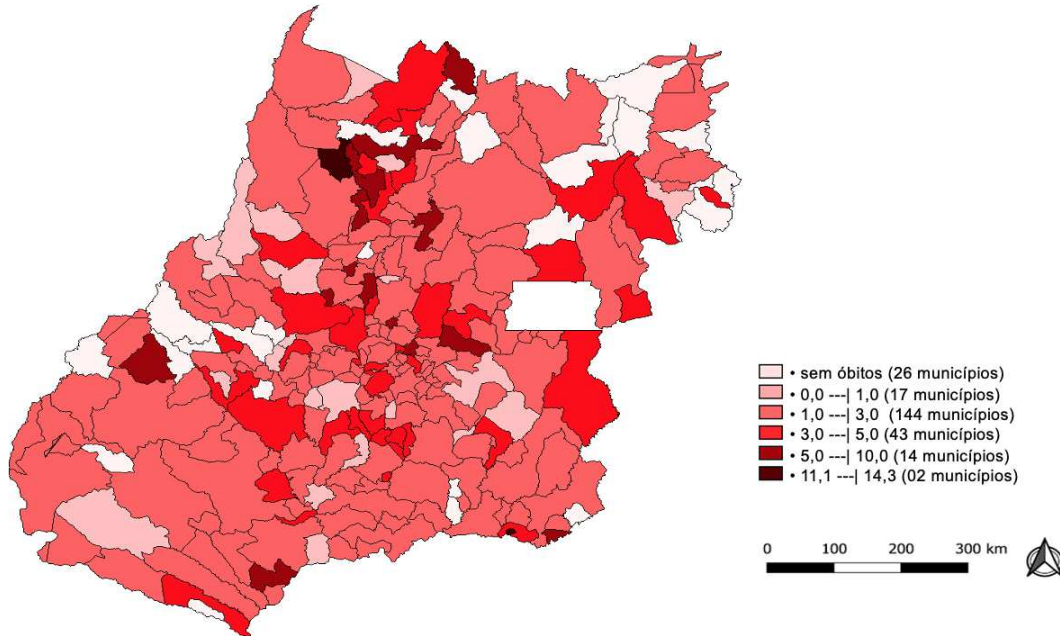 • sem óbitos (26 municípios)
• 0,0 ---| 1,0 (17 municípios)
• 1,0 ---| 3,0 (144 municípios)
• 3,0 ---| 5,0 (43 municípios)
• 5,0 ---| 10,0 (14 municípios)
• 11,1 ---| 14,3 (02 municípios)
0 100 200 300 km